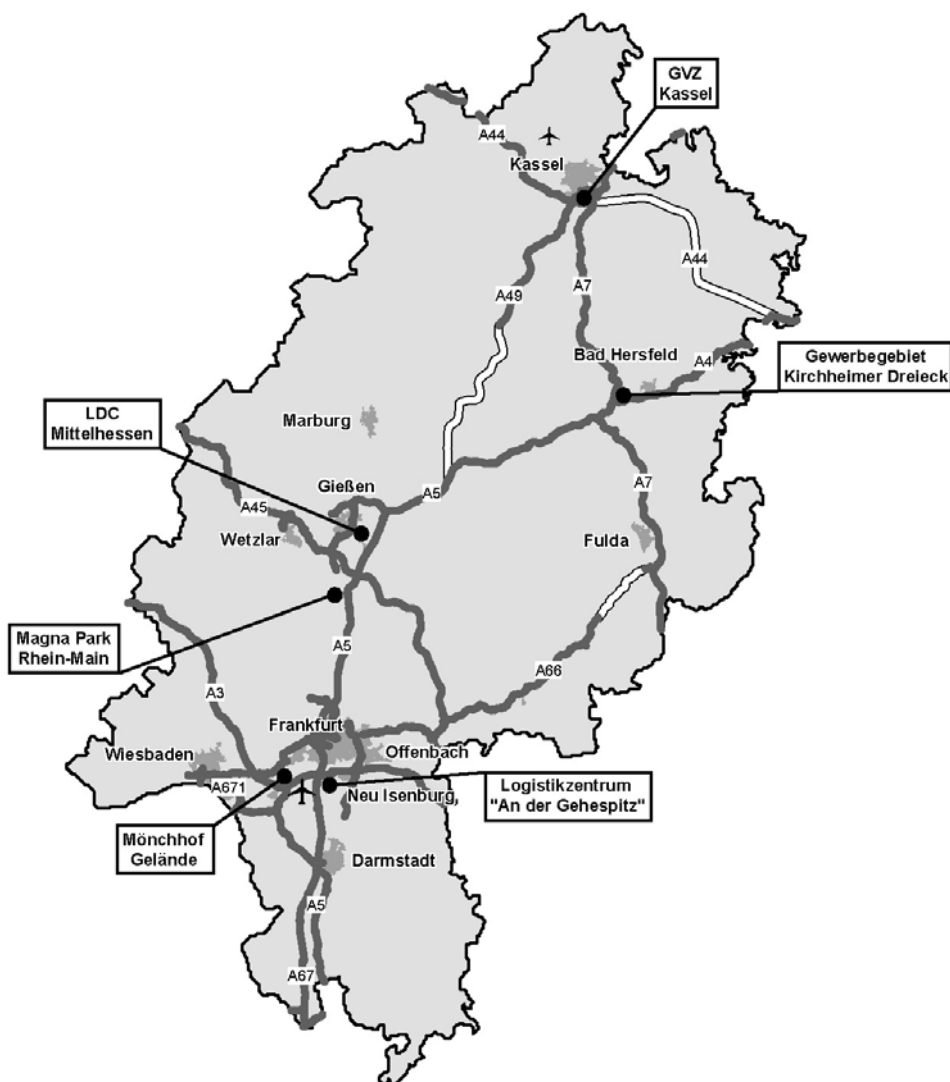 GVZ
Kassel
A44
Kassel
A44
A7
A49
Bad Hersfeld
A4
Gewerbegebiet
Kirchheimer Dreieck
LDC
Mittelhessen
Marburg
Gießen
A5
A7
A45
Wetzlar
Fulda
Magna Park
Rhein-Main
A5
A66
A3
Frankfurt
Wiesbaden
Offenbach
A671
Neu Isenburg
Logistikzentrum
"An der Gehespitz"
Mönchhof
Gelände
Darmstadt
A5
A67